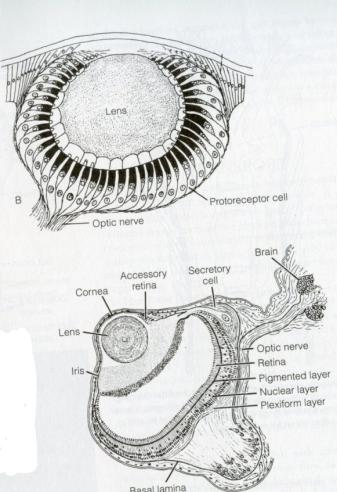 Lens
B
Protoreceptor cell
Optic nerve
Brain
Accessory
retina
Secretory
cell
Cornea
Lens
Iris
Optic nerve
Retina
Pigmented layer
Nuclear layer
Plexiform layer
Basal lamina